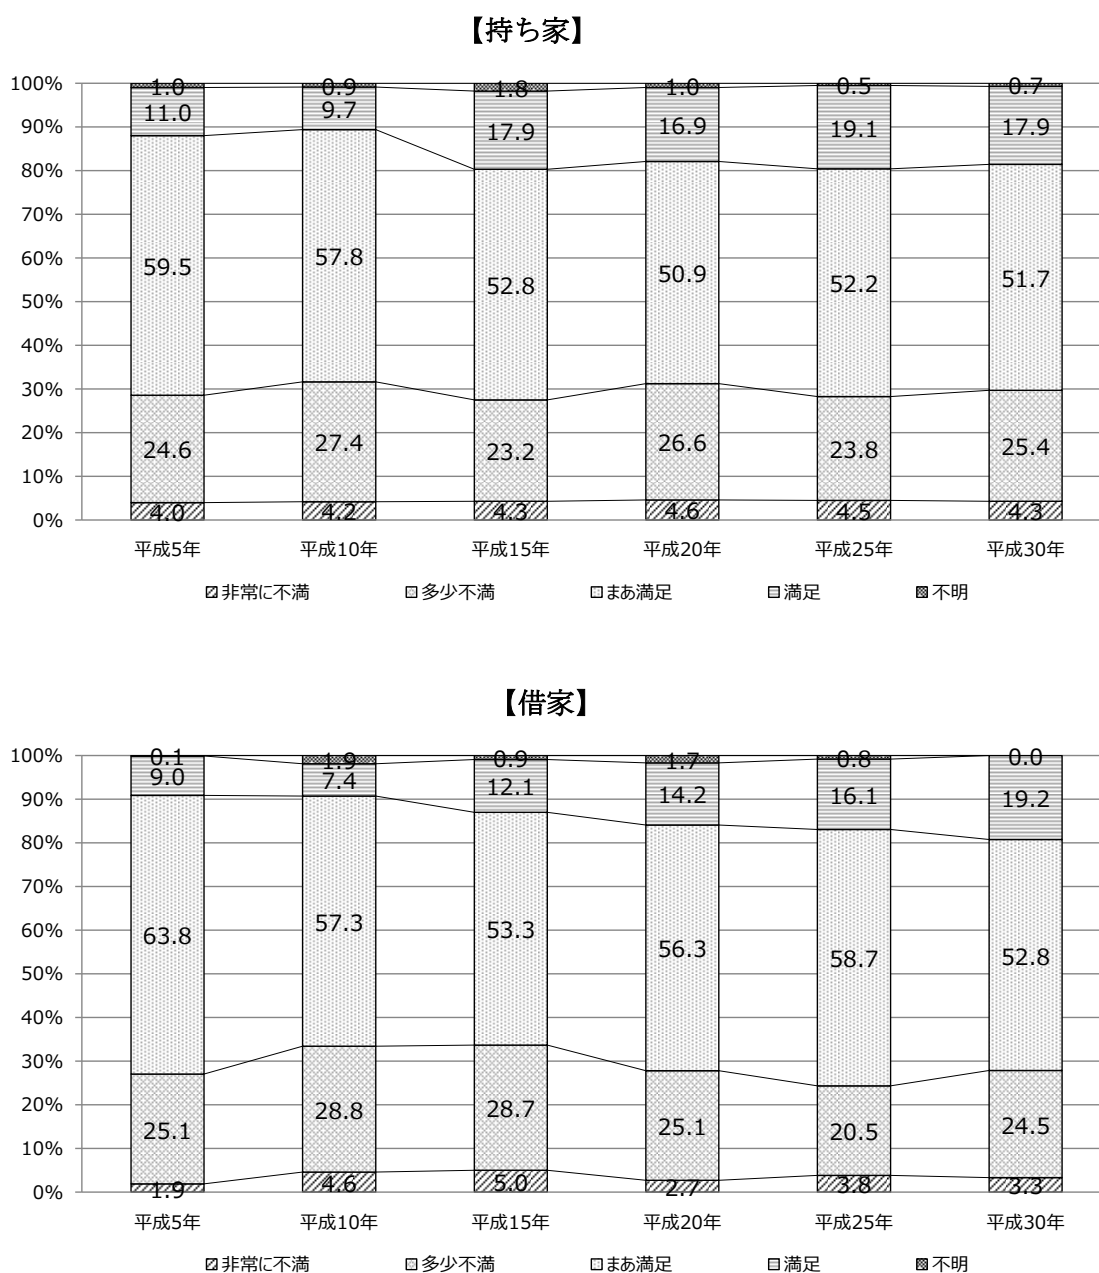 【持ち家】
100%
90%
80%
70%
60%
50%
40%
30%
20%
10%
0%
1.0 0.9 1.8 1.0 0.5 0.7
11.0 9.7 17.9 16.9 19.1 17.9
59.5 57.8 52.8 50.9 52.2 51.7
24.6 27.4 23.2 26.6 23.8 25.4
4.0 4.2 4.3 4.6 4.5 4.3
平成5年 平成10年 平成15年 平成20年 平成25年 平成30年
非常に不満 多少不満 まあ満足 満足 不明
【借家】
100%
90%
80%
70%
60%
50%
40%
30%
20%
10%
0%
0.1 1.9 0.9 1.7 0.8 0.0
9.0 7.4 12.1 14.2 16.1 19.2
63.8 57.3 53.3 56.3 58.7 52.8
25.1 28.8 28.7 25.1 20.5 24.5
1.9 4.6 5.0 2.7 3.8 3.3
平成5年 平成10年 平成15年 平成20年 平成25年 平成30年
非常に不満 多少不満 まあ満足 満足 不明